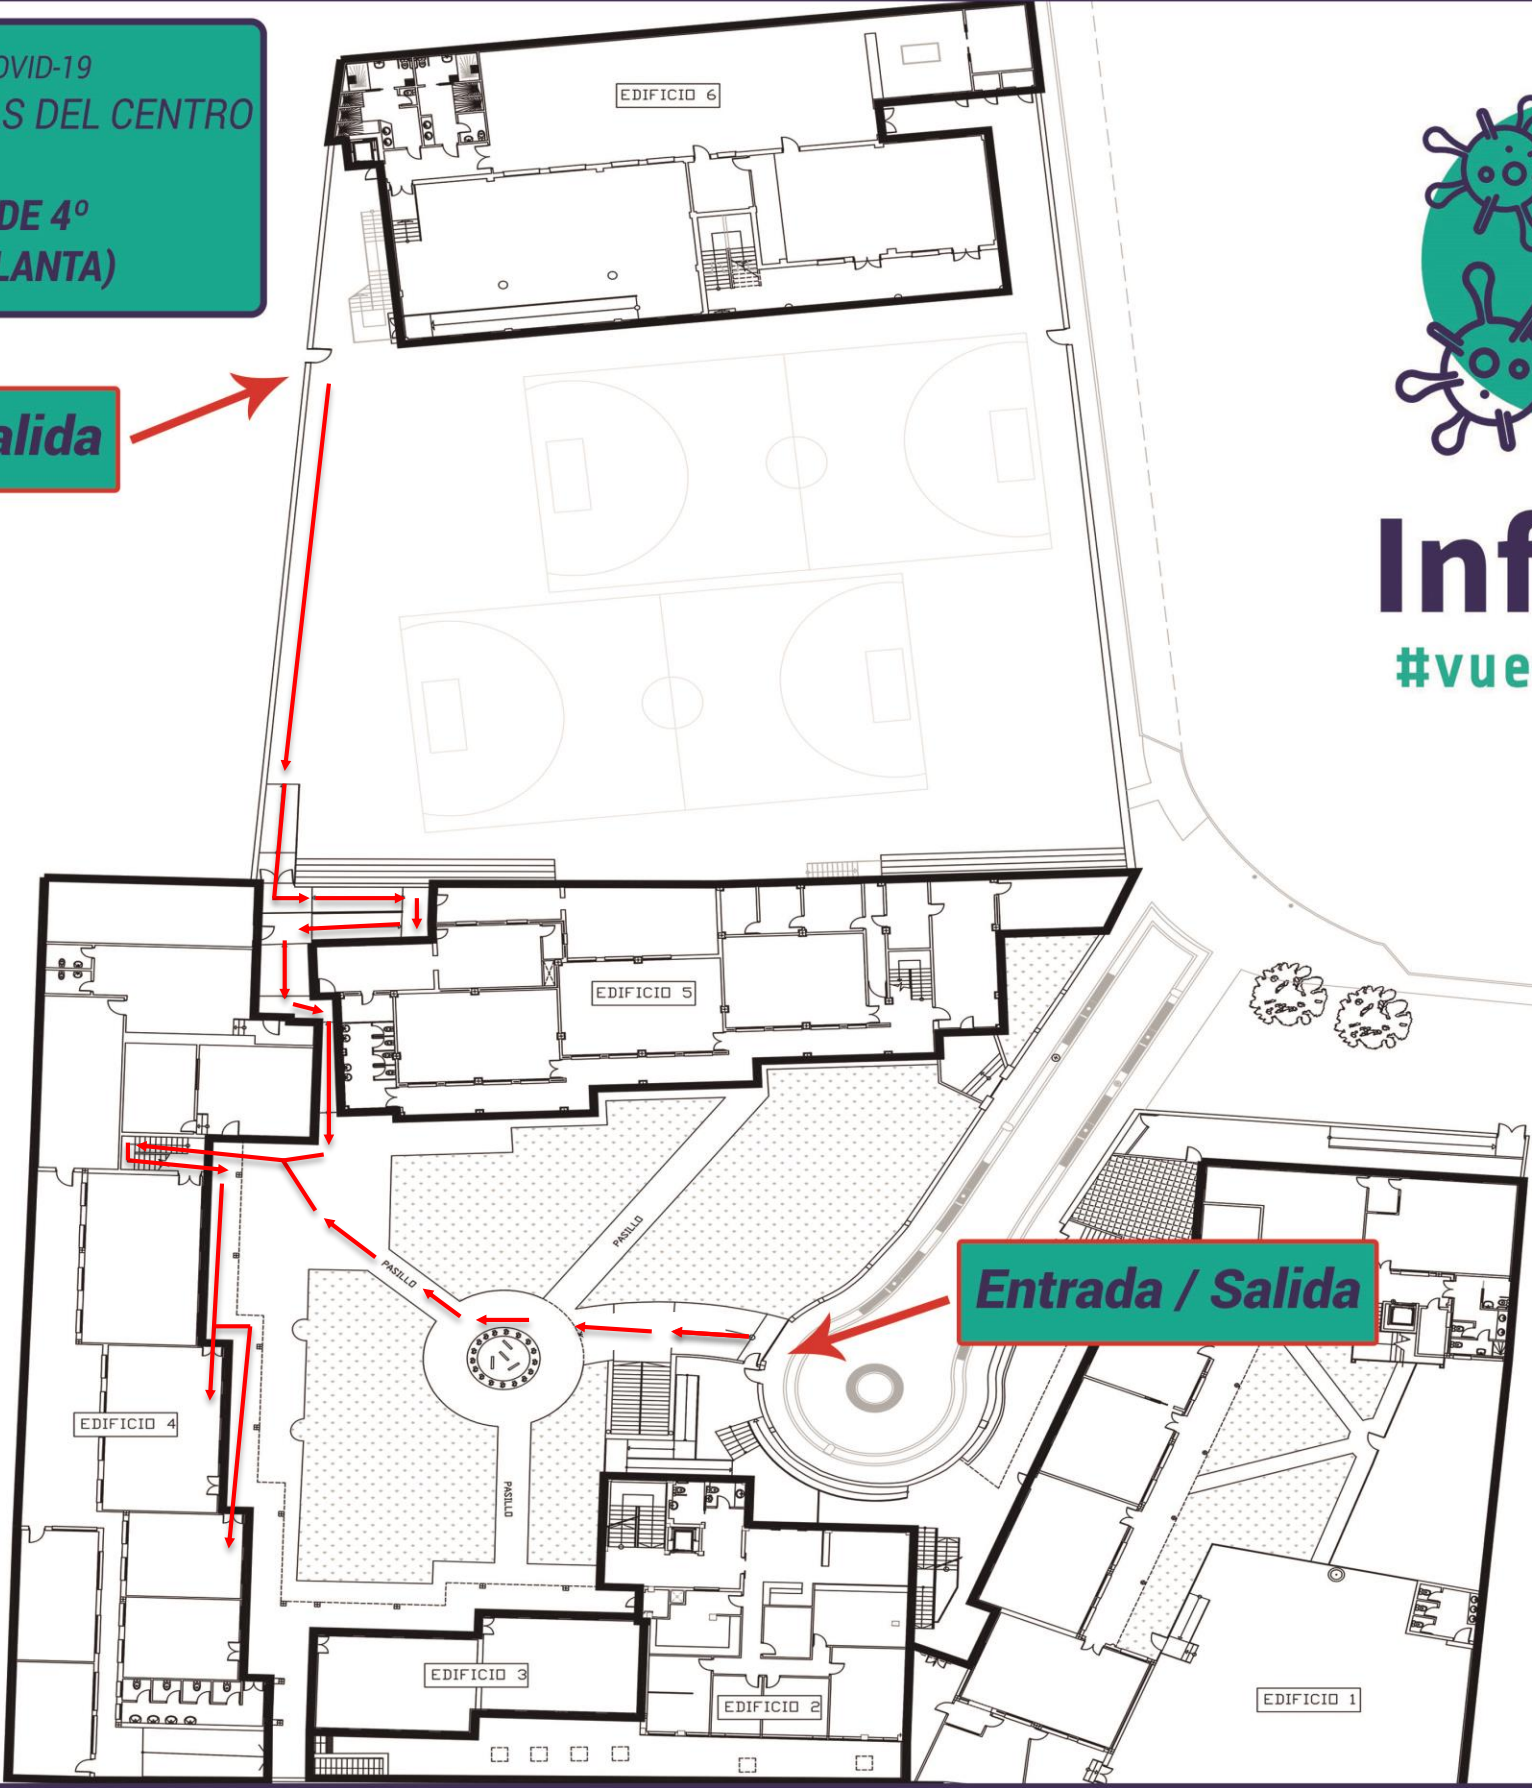 OVID-19
S DEL CENTRO
DE 4º
LANTA)
EDIFICIO 6
alida
Inf
#vue
EDIFICIO 5
PASILLO
PASILLO
Entrada / Salida
EDIFICIO 4
PASILLO
EDIFICIO 3
EDIFICIO 2
EDIFICIO 1